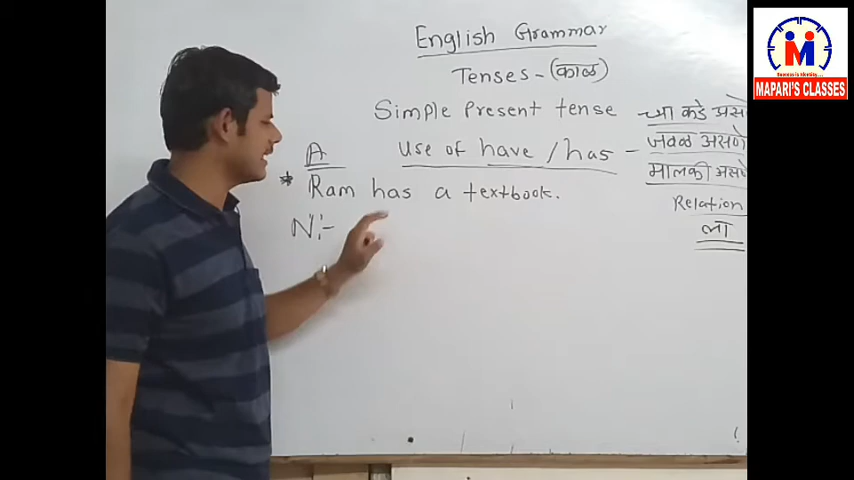 English Grammar
Tenses - (काळ)
Simple Present tense
Use of have / has -
च्या कडे असणे
जवळ असणे
मालकी असणे
Relation
ला
A
* Ram has a textbook.
N:-
M M
MAPARI'S CLASSES